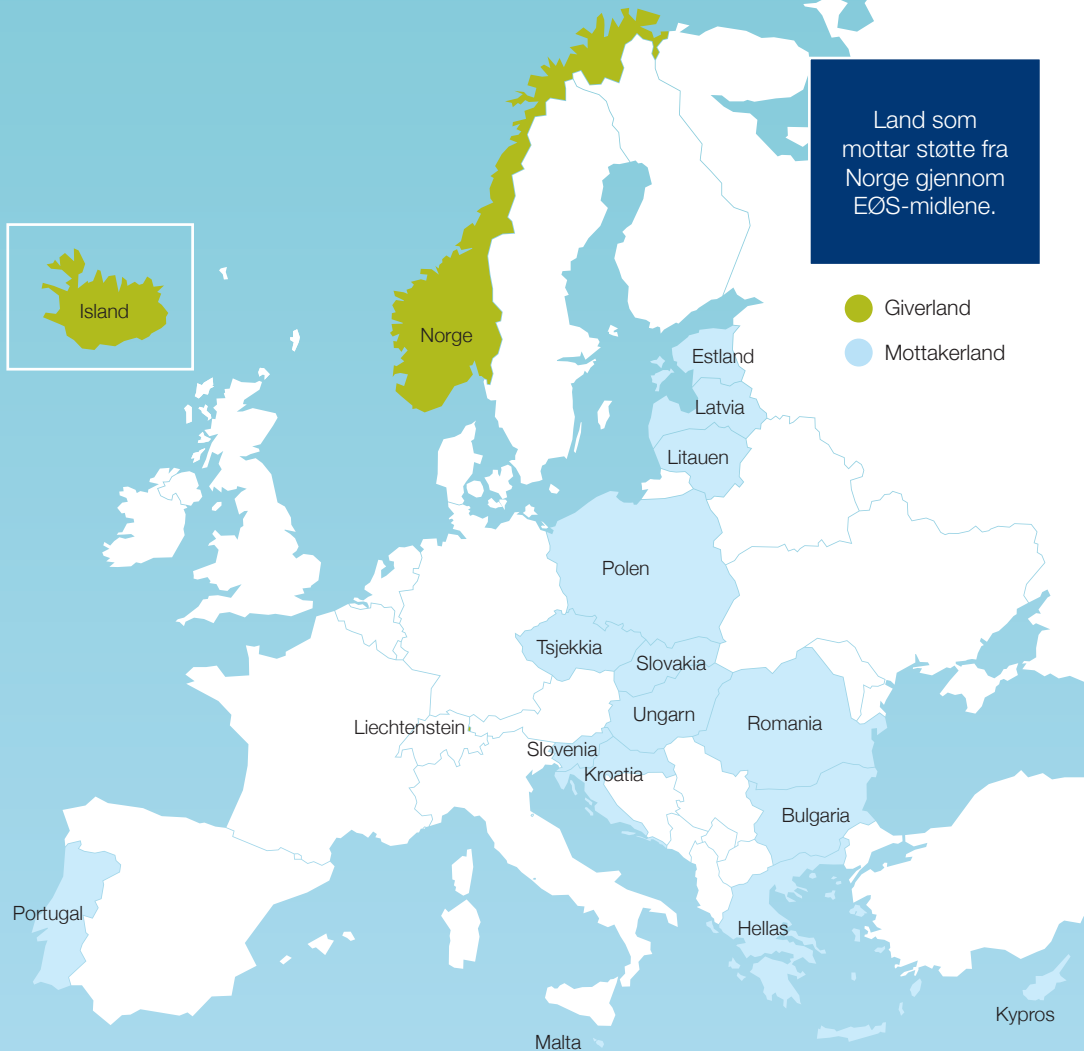 Land som
mottar støtte fra
Norge gjennom
EØS-midlene.
Giverland
Mottakerland
Island
Norge
Estland
Latvia
Litauen
Polen
Tsjekkia
Slovakia
Ungarn
Romania
Liechtenstein
Slovenia
Kroatia
Bulgaria
Portugal
Hellas
Kypros
Malta